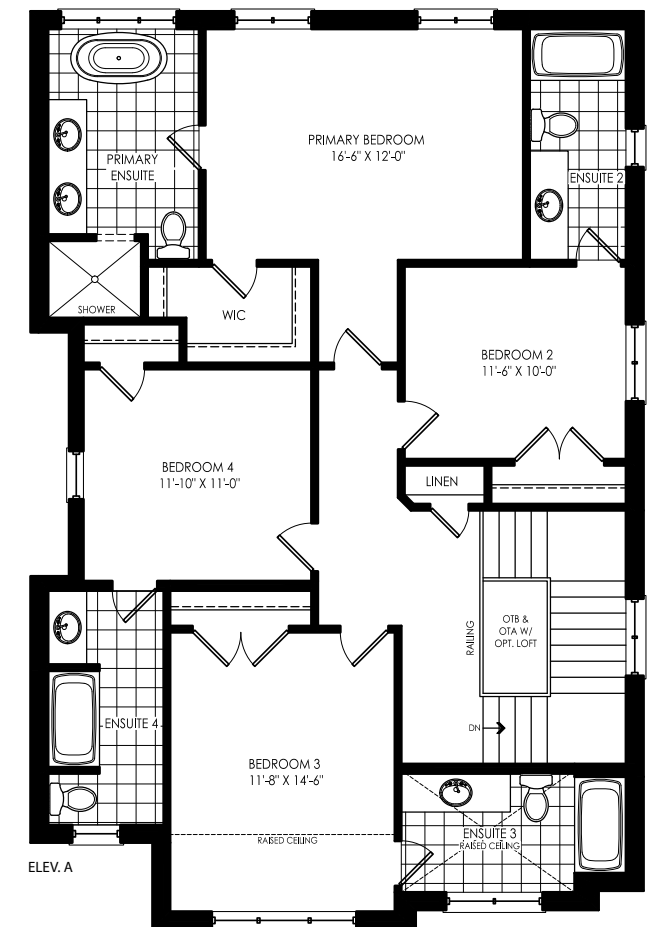 PRIMARY BEDROOM
16'-6" X 12'-0"
PRIMARY
ENSUITE
ENSUITE 2
SHOWER
WIC
BEDROOM 2
11'-6" X 10'-0"
BEDROOM 4
11'-10" X 11'-0"
LINEN
RAILING
OTB &
OTA W/
OPT. LOFT
DN
ENSUITE 4
BEDROOM 3
11'-8" X 14'-6"
RAISED CEILING
ENSUITE 3
RAISED CEILING
ELEV. A